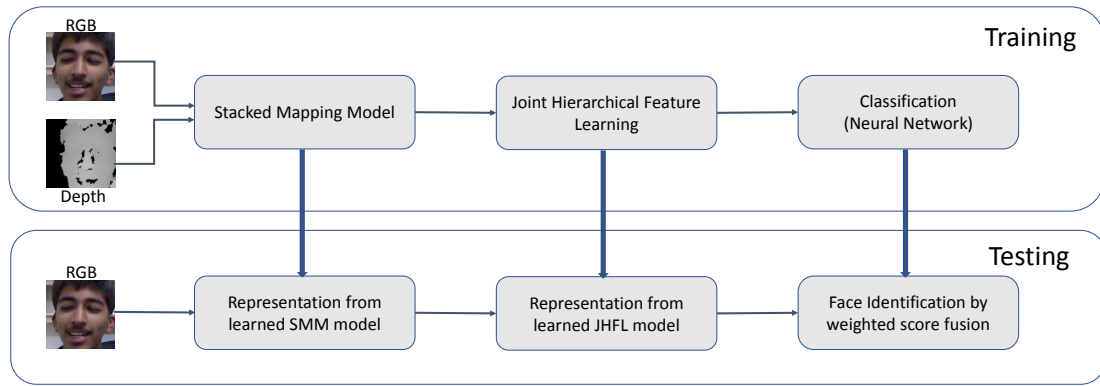 RGB
Training
Stacked Mapping Model
Joint Hierarchical Feature
Learning
Classification
(Neural Network)
Depth
Testing
RGB
Representation from
learned SMM model
Representation from
learned JHFL model
Face Identification by
weighted score fusion